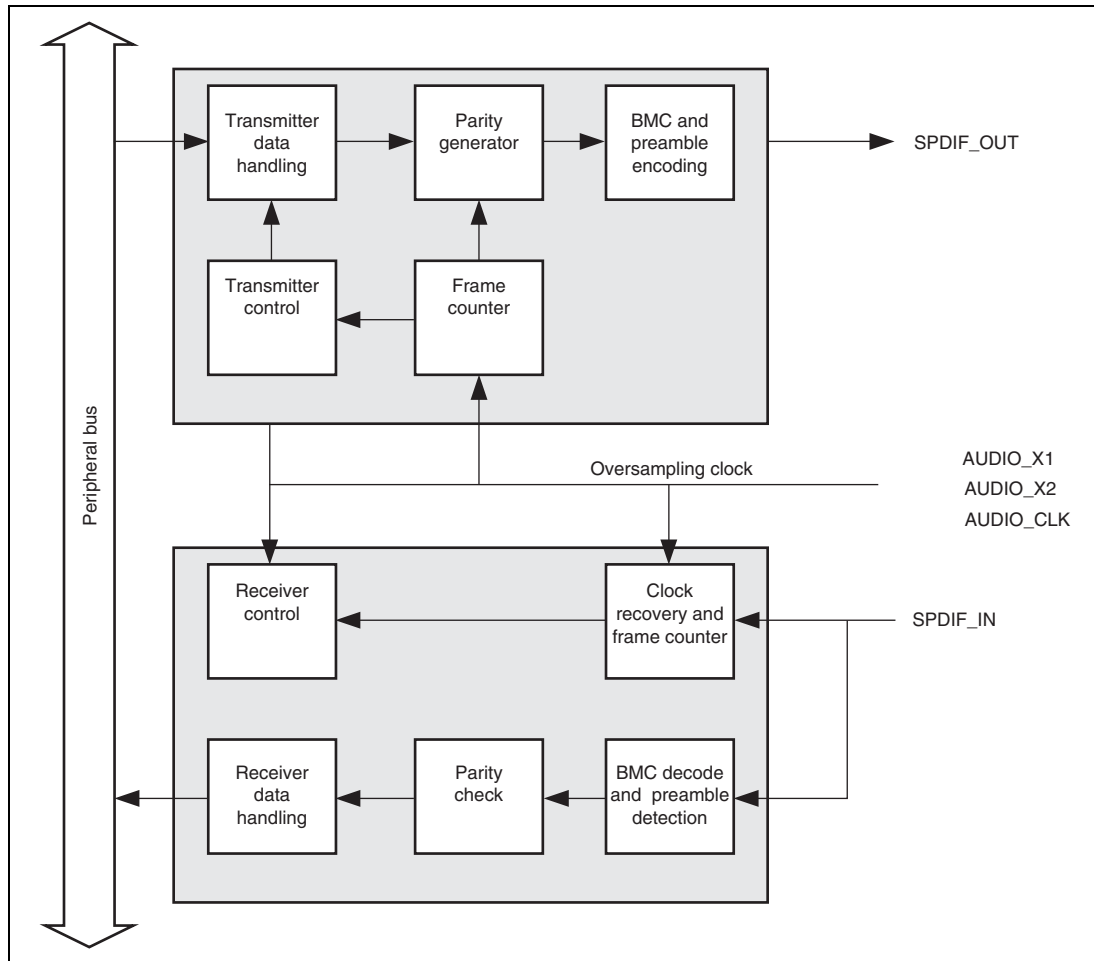 Transmitter
data
handling
Parity
generator
BMC and
preamble
encoding
SPDIF_OUT
Transmitter
control
Frame
counter
Peripheral bus
Oversampling clock
AUDIO_X1
AUDIO_X2
AUDIO_CLK
Receiver
control
Clock
recovery and
frame counter
SPDIF_IN
Receiver
data
handling
Parity
check
BMC decode
and preamble
detection